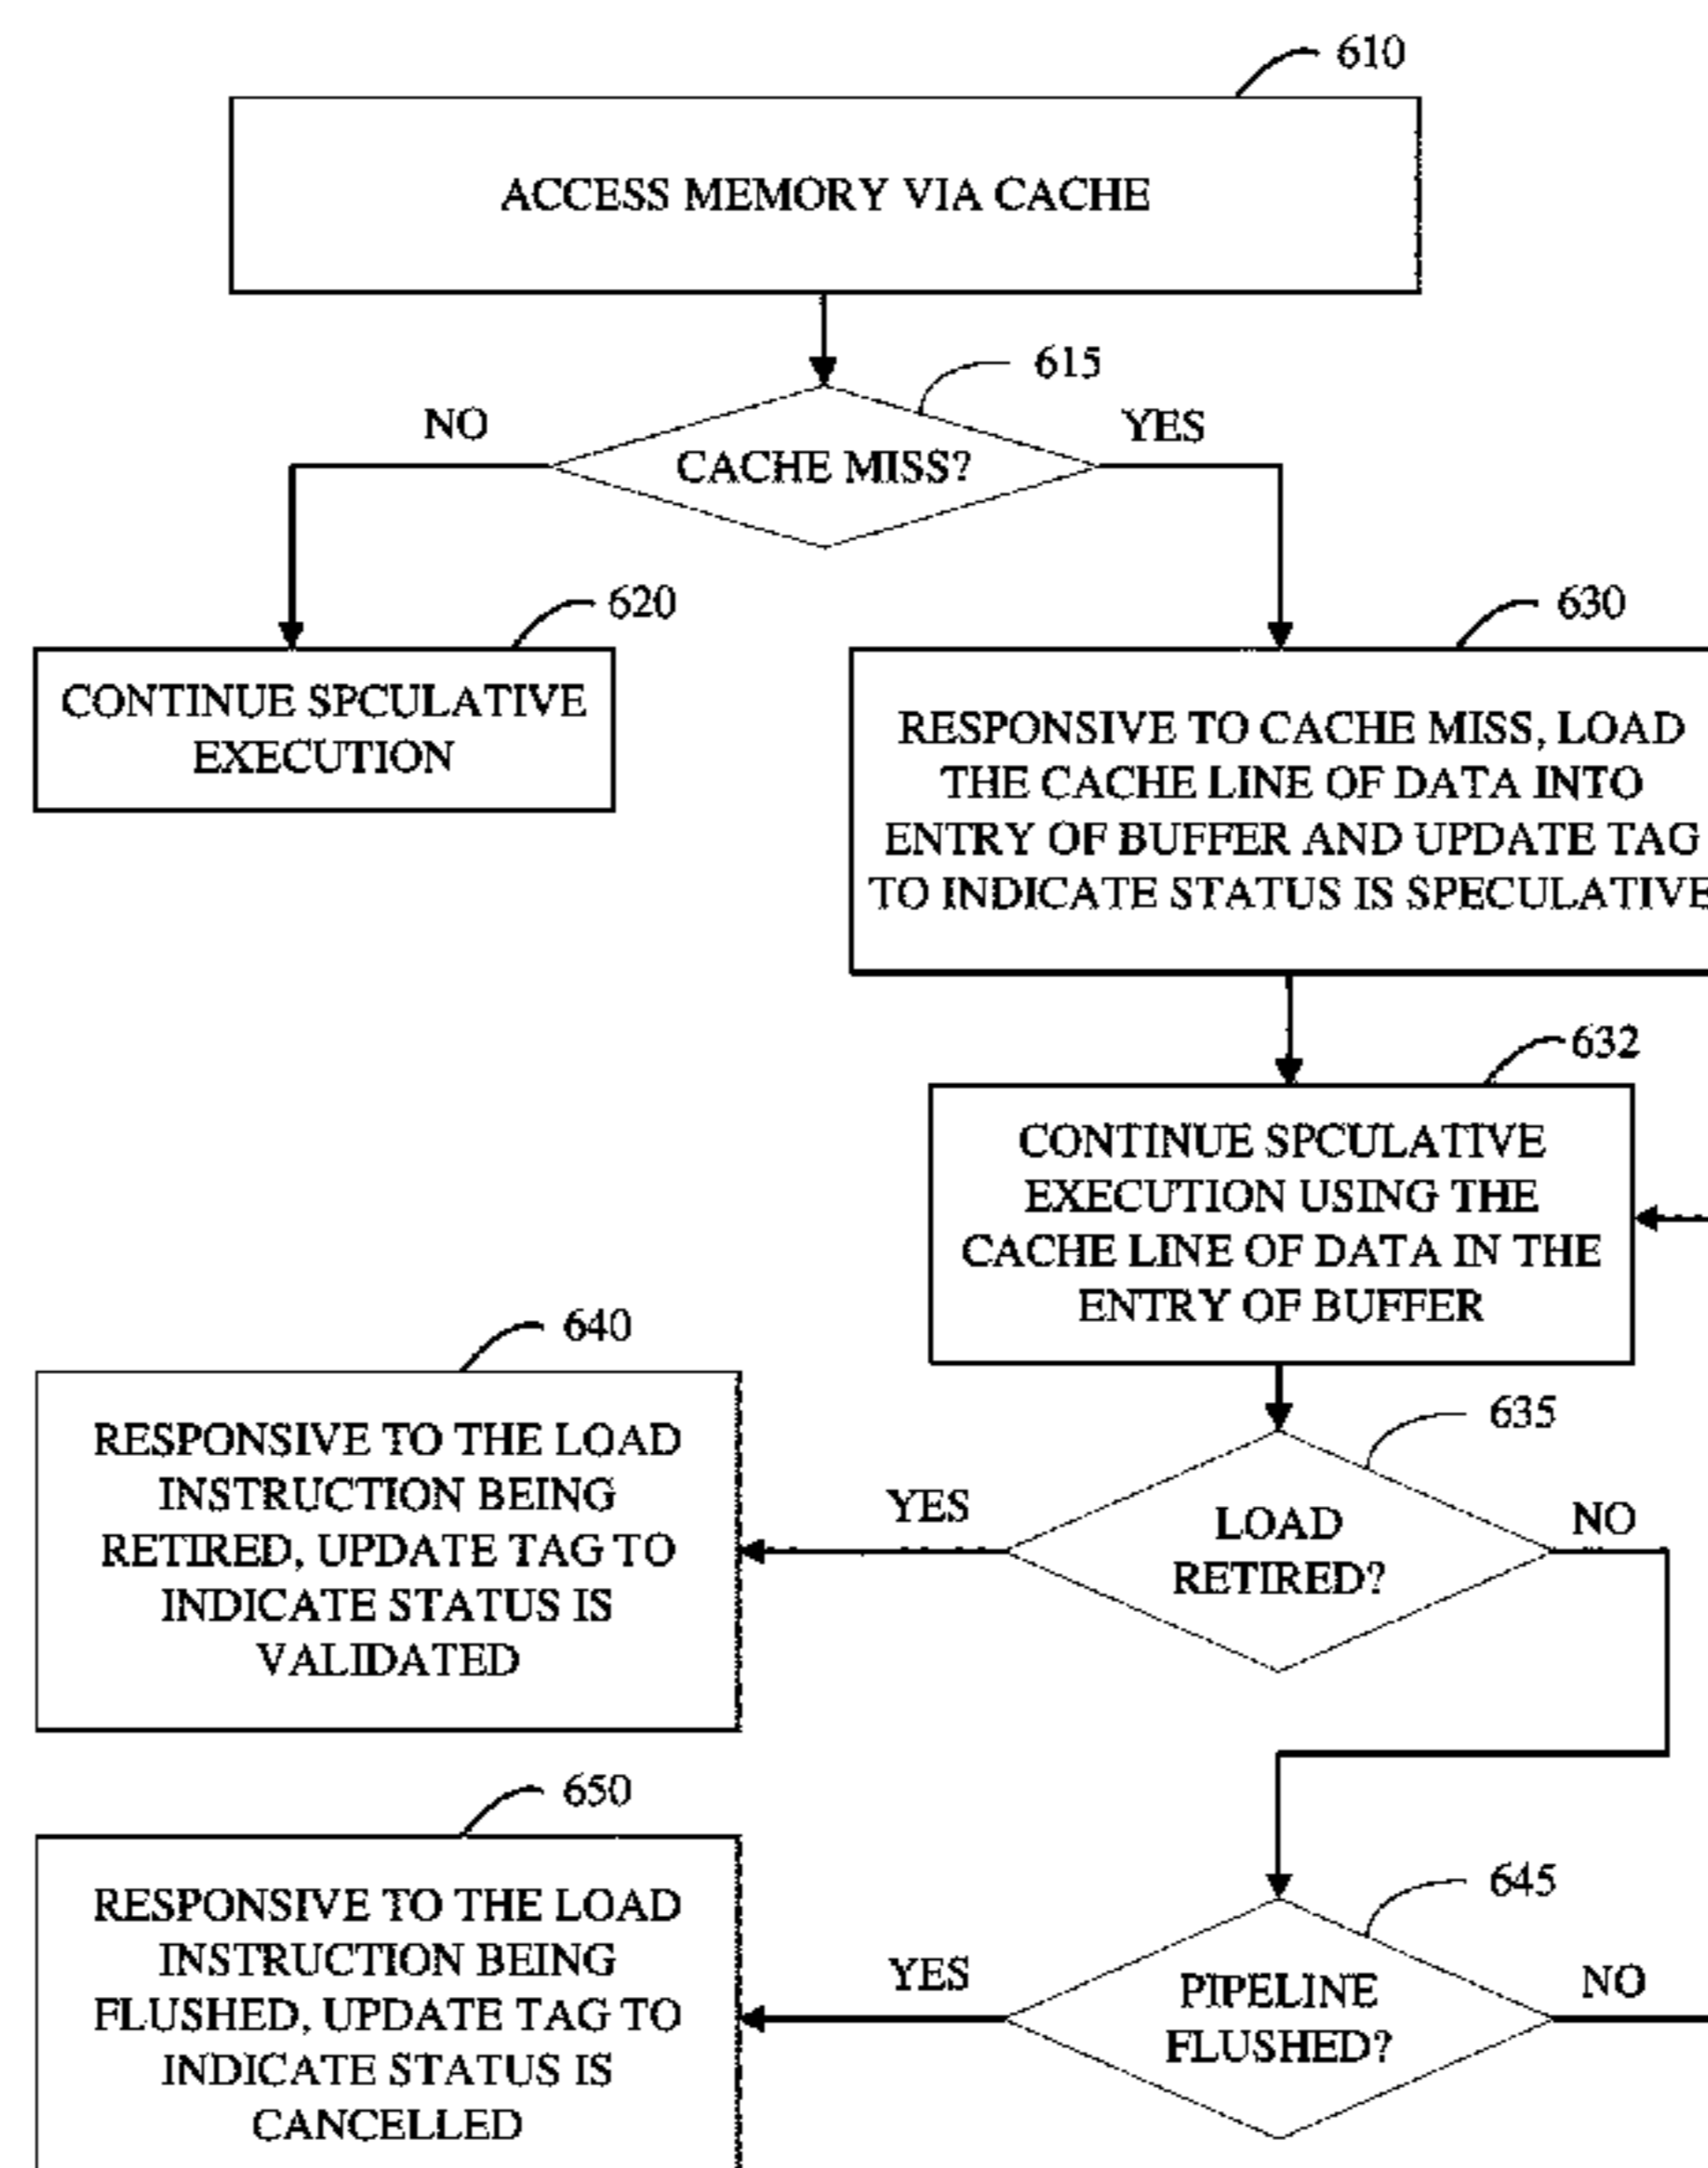 610
ACCESS MEMORY VIA CACHE
615
NO
YES
CACHE MISS?
620
630
CONTINUE SPCULATIVE
EXECUTION
RESPONSIVE TO CACHE MISS, LOAD
THE CACHE LINE OF DATA INTO
ENTRY OF BUFFER AND UPDATE TAG
TO INDICATE STATUS IS SPECULATIVE
632
CONTINUE SPCULATIVE
EXECUTION USING THE
CACHE LINE OF DATA IN THE
ENTRY OF BUFFER
640
635
RESPONSIVE TO THE LOAD
INSTRUCTION BEING
RETIRED, UPDATE TAG TO
INDICATE STATUS IS
VALIDATED
YES
LOAD
RETIRED?
NO
650
645
RESPONSIVE TO THE LOAD
INSTRUCTION BEING
FLUSHED, UPDATE TAG TO
INDICATE STATUS IS
CANCELLED
YES
PIPELINE
FLUSHED?
NO